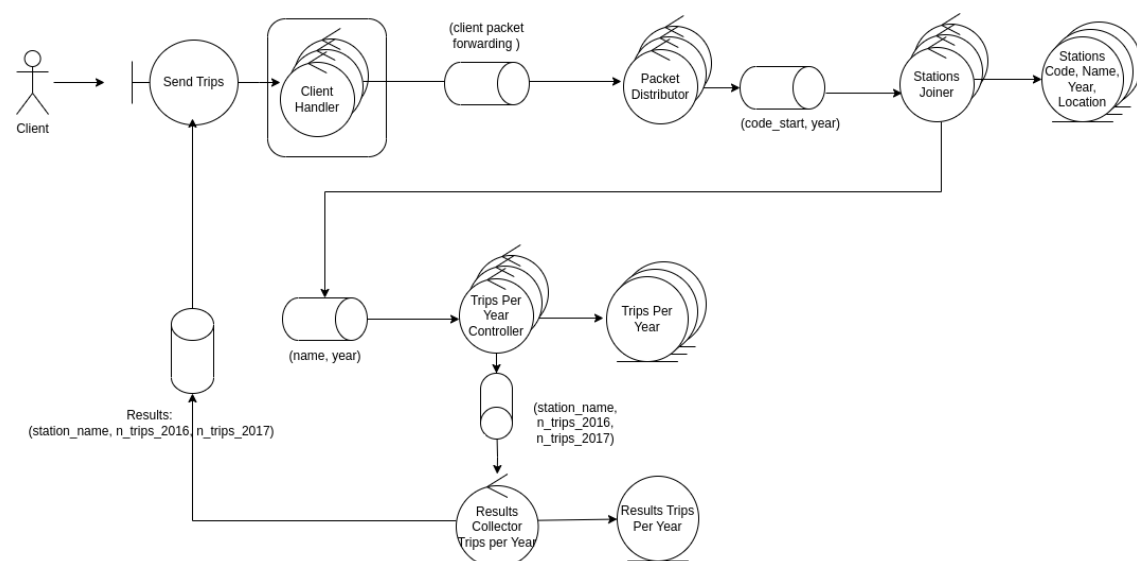 (client packet
forwarding )
Client
Send Trips
Client
Handler
Packet
Distributor
(code_start, year)
Stations
Joiner
Stations
Code, Name,
Year,
Location
(name, year)
Trips Per
Year
Controller
Trips Per
Year
Results:
(station_name, n_trips_2016, n_trips_2017)
(station_name,
n_trips_2016,
n_trips_2017)
Results
Collector
Trips per Year
Results Trips
Per Year